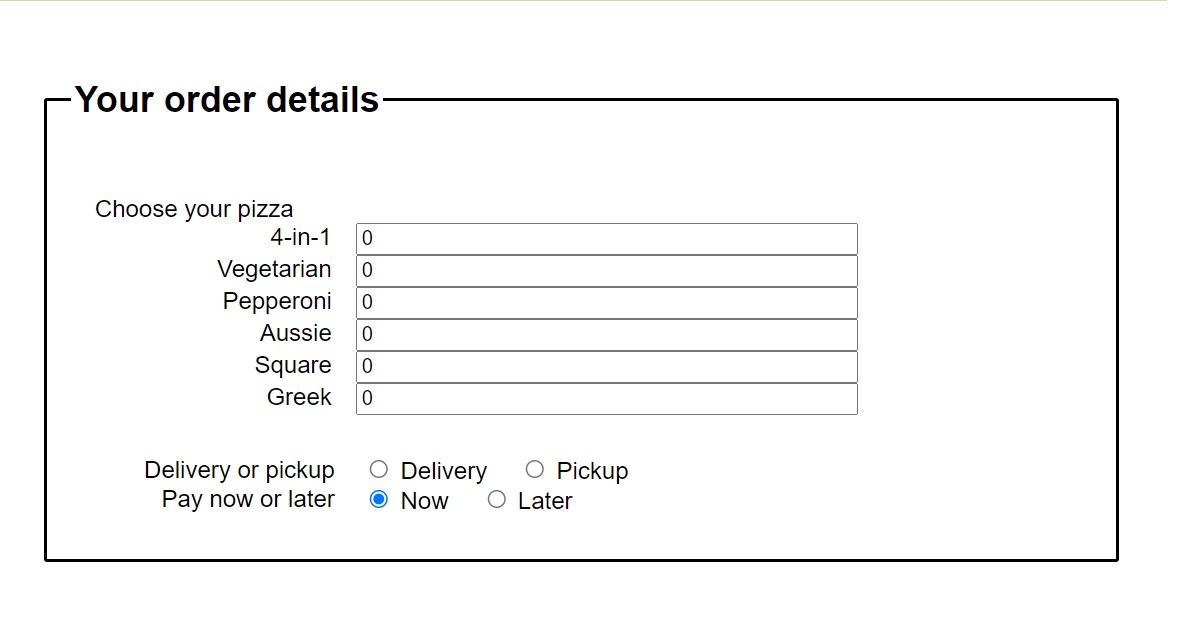 Your order details
Choose your pizza
4-in-1 0
Vegetarian 0
Pepperoni 0
Aussie 0
Square 0
Greek 0
Delivery or pickup Delivery Pickup
Pay now or later Now Later